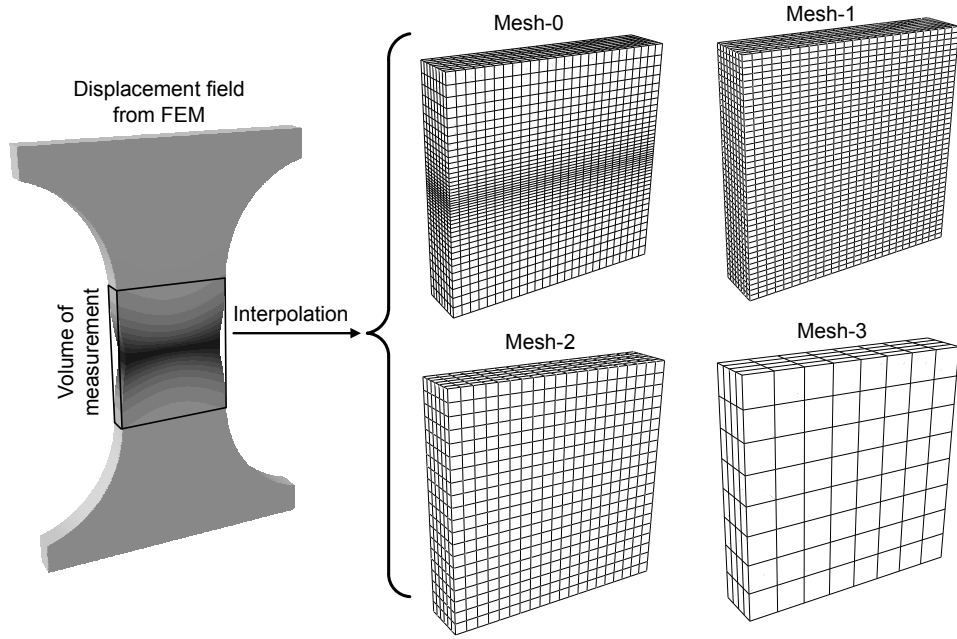 Displacement field
from FEM
Volume of
measurement
Interpolation
Mesh-0
Mesh-1
Mesh-2
Mesh-3